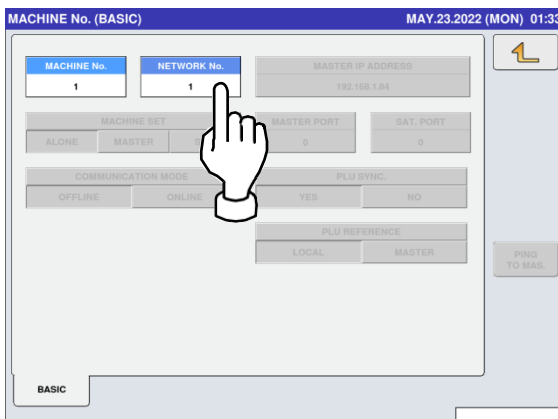 MACHINE No. (BASIC) MAY.23.2022 (MON) 01:33
MACHINE No. NETWORK No. MASTER IP ADDRESS
1 1 192.168.1.84
MACHINE SET MASTER PORT SAT. PORT
ALONE MASTER 0 0
COMMUNICATION MODE PLU SYNC.
OFFLINE ONLINE YES NO
PLU REFERENCE
LOCAL MASTER PING
TO MAS.
BASIC